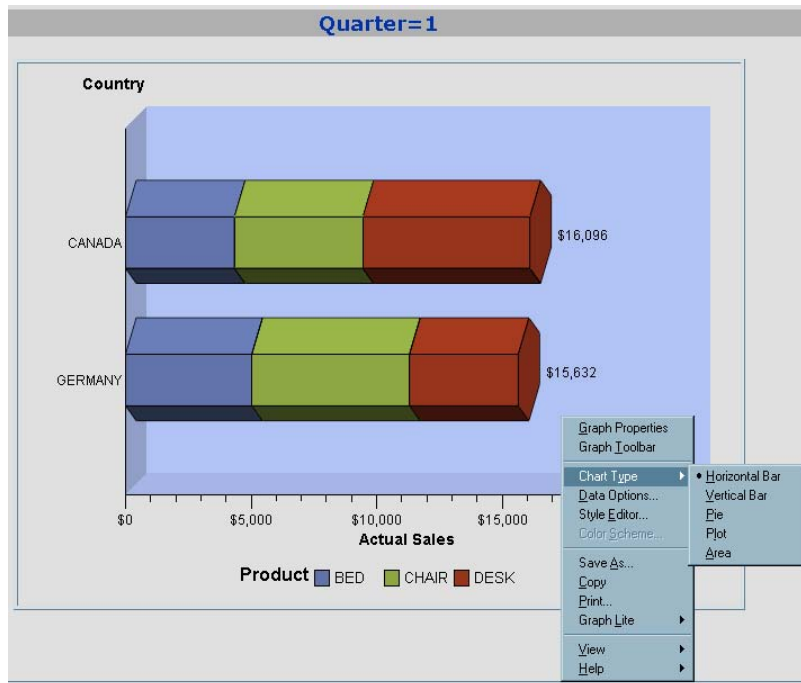 Quarter=1
Country
CANADA
$16,096
GERMANY
$15,632
$0
$5,000
$10,000
$15,000
Actual Sales
Product BED CHAIR DESK
Graph Properties
Graph Toolbar
Chart Type
Data Options...
Style Editor...
Color Scheme...
Save As...
Copy
Print...
Graph Lite
View
Help
Horizontal Bar
Vertical Bar
Pie
Plot
Area